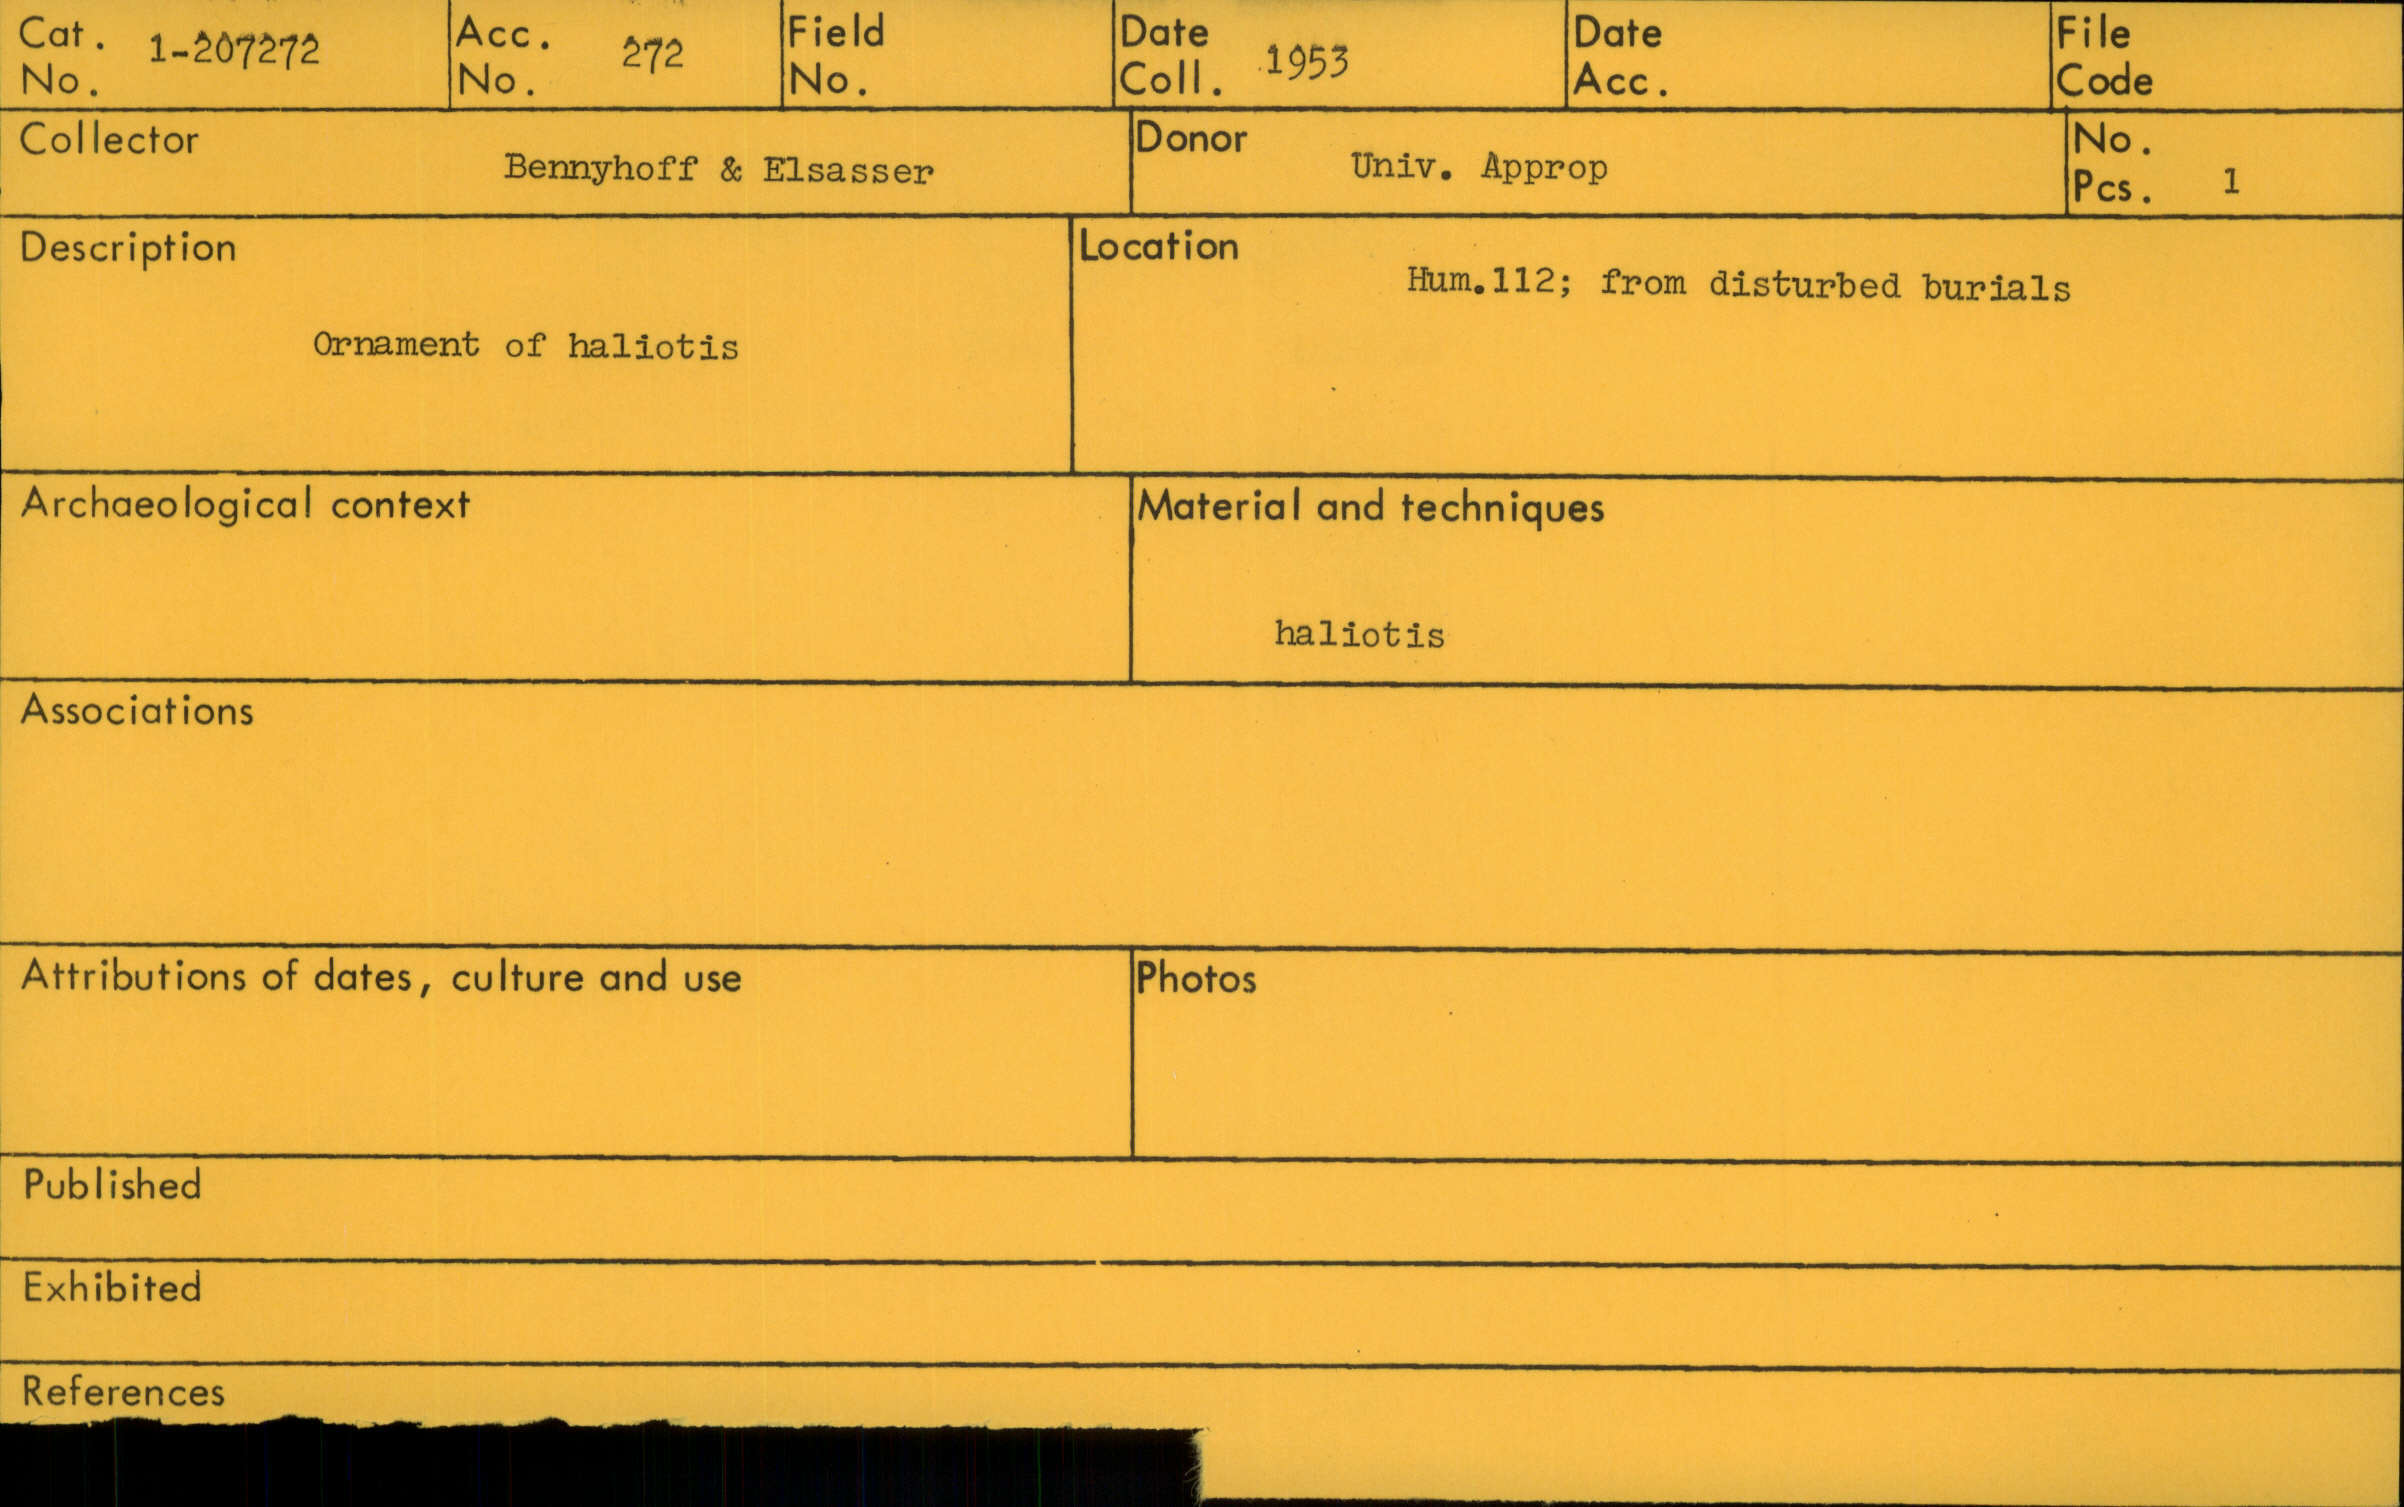 Cat. No. 1-207272
Acc. No. 272
Field No.
Date Coll. 1953
Date Acc.
File Code
Collector Bennyhoff & Elsasser
Donor Univ. Approp
No. Pcs. 1
Description
Ornament of haliotis
Location
Hum.112; from disturbed burials
Archaeological context
Material and techniques
haliotis
Associations
Attributions of dates, culture and use
Photos
Published
Exhibited
References